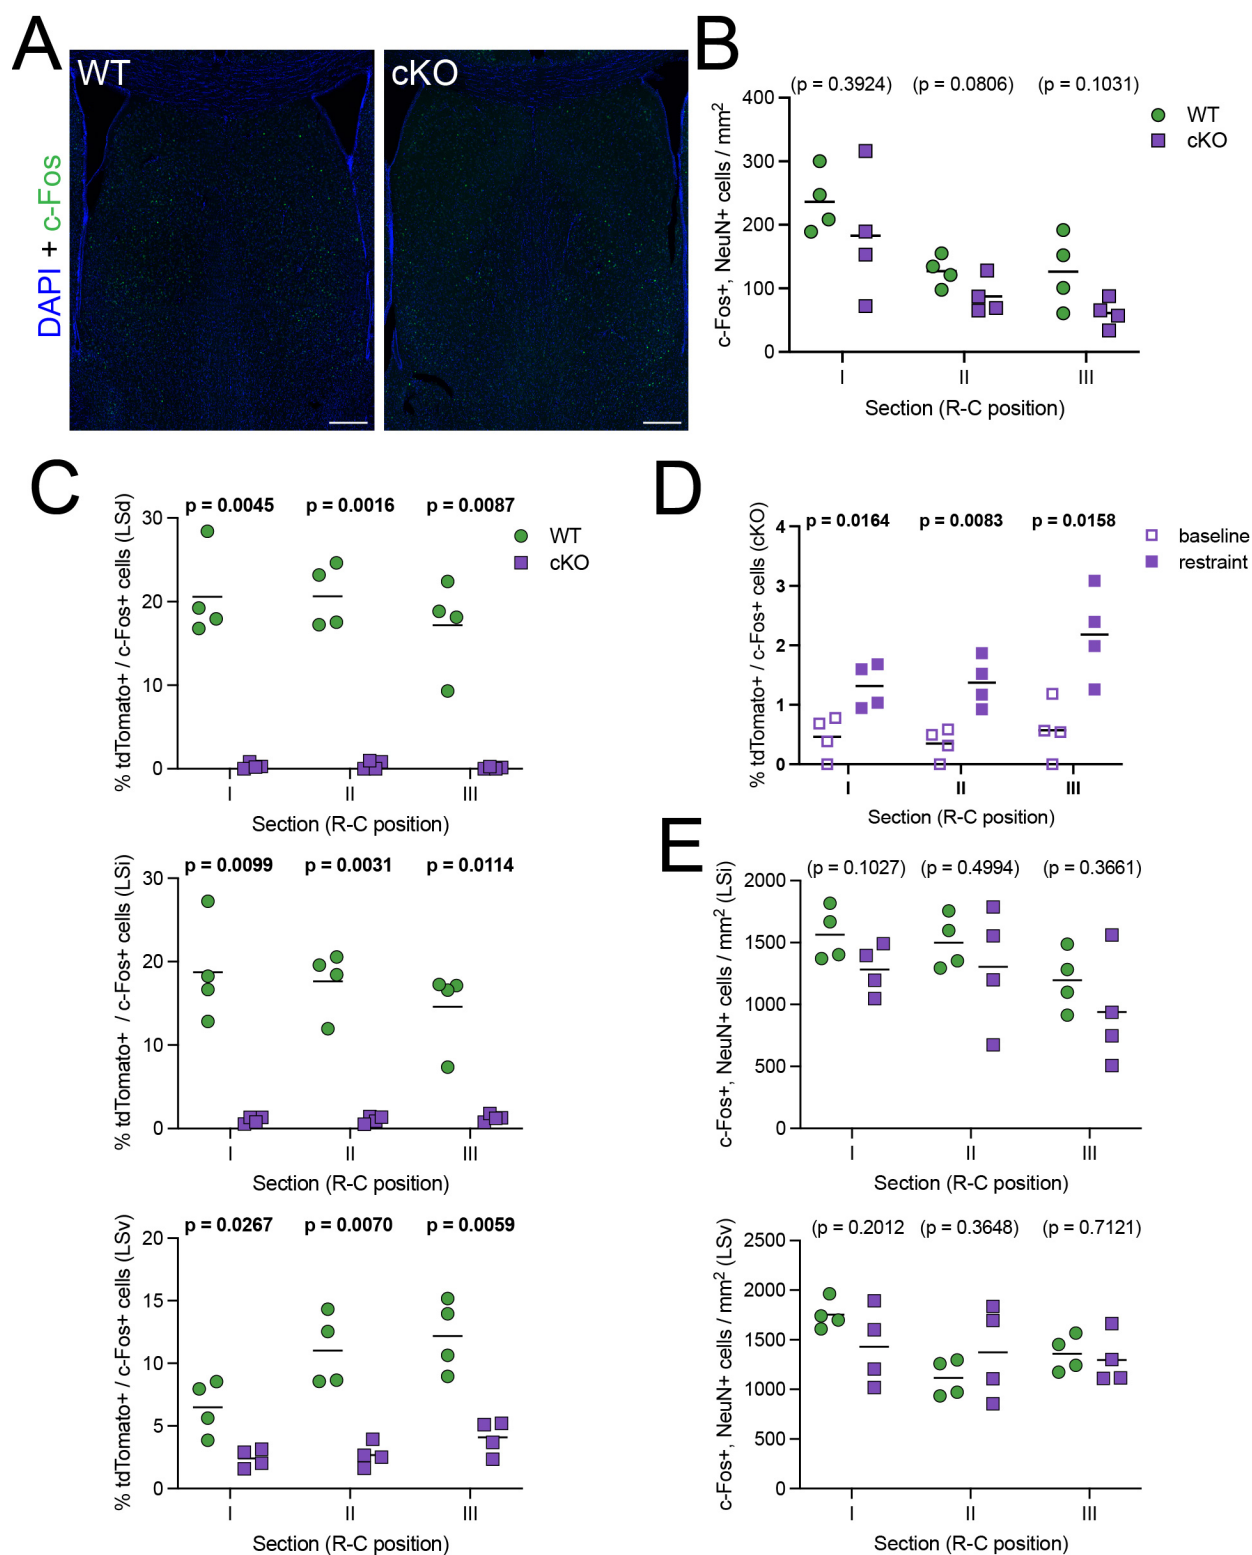 A
WT
cKO
DAPI + c-Fos
B
(p = 0.3924)
(p = 0.0806)
(p = 0.1031)
c-Fos+, NeuN+ cells / mm²
400
300
200
100
0
I
II
III
Section (R-C position)
WT
cKO
C
p = 0.0045
p = 0.0016
p = 0.0087
% tdTomato+ / c-Fos+ cells (LSd)
30
20
10
0
I
II
III
Section (R-C position)
WT
cKO
p = 0.0099
p = 0.0031
p = 0.0114
% tdTomato+ / c-Fos+ cells (LSi)
30
20
10
0
I
II
III
Section (R-C position)
p = 0.0267
p = 0.0070
p = 0.0059
% tdTomato+ / c-Fos+ cells (LSv)
20
15
10
5
0
I
II
III
Section (R-C position)
D
p = 0.0164
p = 0.0083
p = 0.0158
% tdTomato+ / c-Fos+ cells (cKO)
4
3
2
1
0
I
II
III
Section (R-C position)
baseline
restraint
E
(p = 0.1027)
(p = 0.4994)
(p = 0.3661)
c-Fos+, NeuN+ cells / mm² (LSi)
2000
1500
1000
500
0
I
II
III
Section (R-C position)
(p = 0.2012
(p = 0.3648)
(p = 0.7121)
c-Fos+, NeuN+ cells / mm² (LSv)
2500
2000
1500
1000
500
0
I
II
III
Section (R-C position)